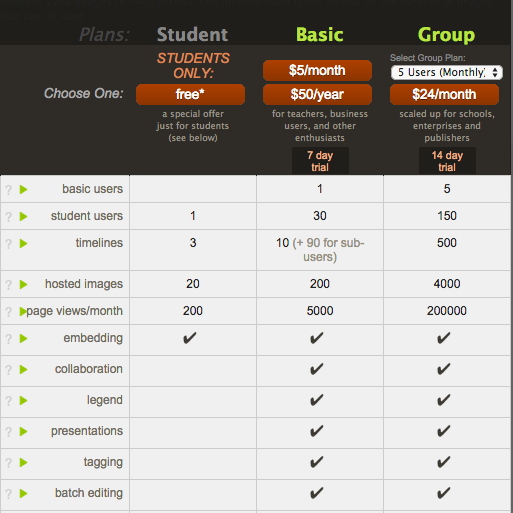 Plans: Student Basic Group
STUDENTS
ONLY:
$5/month
Select Group Plan:
5 Users (Monthly)
Choose One: free* $50/year $24/month
a special offer
just for students
(see below)
for teachers, business
users, and other
enthusiasts
scaled up for schools,
enterprises and
publishers
7 day
trial
14 day
trial
? basic users 1 5
? student users 1 30 150
? timelines 3 10 (+ 90 for sub-
users) 500
? hosted images 20 200 4000
? page views/month 200 5000 200000
? embedding ✔ ✔ ✔
? collaboration ✔ ✔
? legend ✔ ✔
? presentations ✔ ✔
? tagging ✔ ✔
? batch editing ✔ ✔